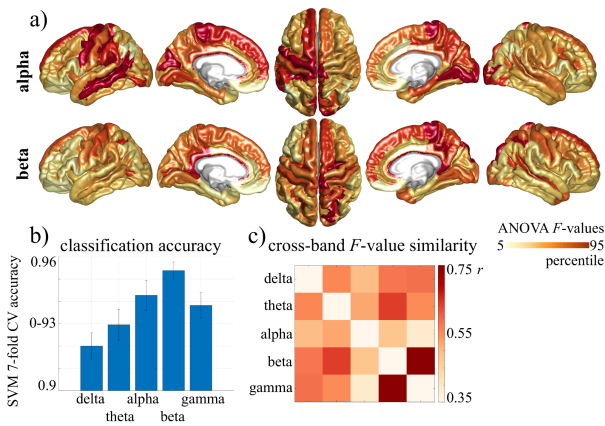 a)
alpha
beta
ANOVA F-values
5 95
percentile
b) classification accuracy
SVM 7-fold CV accuracy
0.96
0.93
0.9
delta alpha gamma
theta beta
c) cross-band F-value similarity
delta
theta
alpha
beta
gamma
0.75 r
0.55
0.35